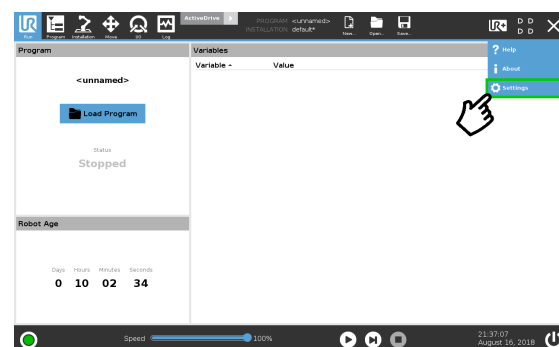 UR
Run
Program
Installation
Move
I/O
Log
ActiveDrive
PROGRAM <unnamed>
INSTALLATION default*
New...
Open...
Save...
UR+
D D
D D
Program
<unnamed>
Load Program
Status
Stopped
Robot Age
Days Hours Minutes Seconds
0 10 02 34
Variables
Variable Value
? Help
i About
Settings
Speed 100%
21:37:07
August 16, 2018